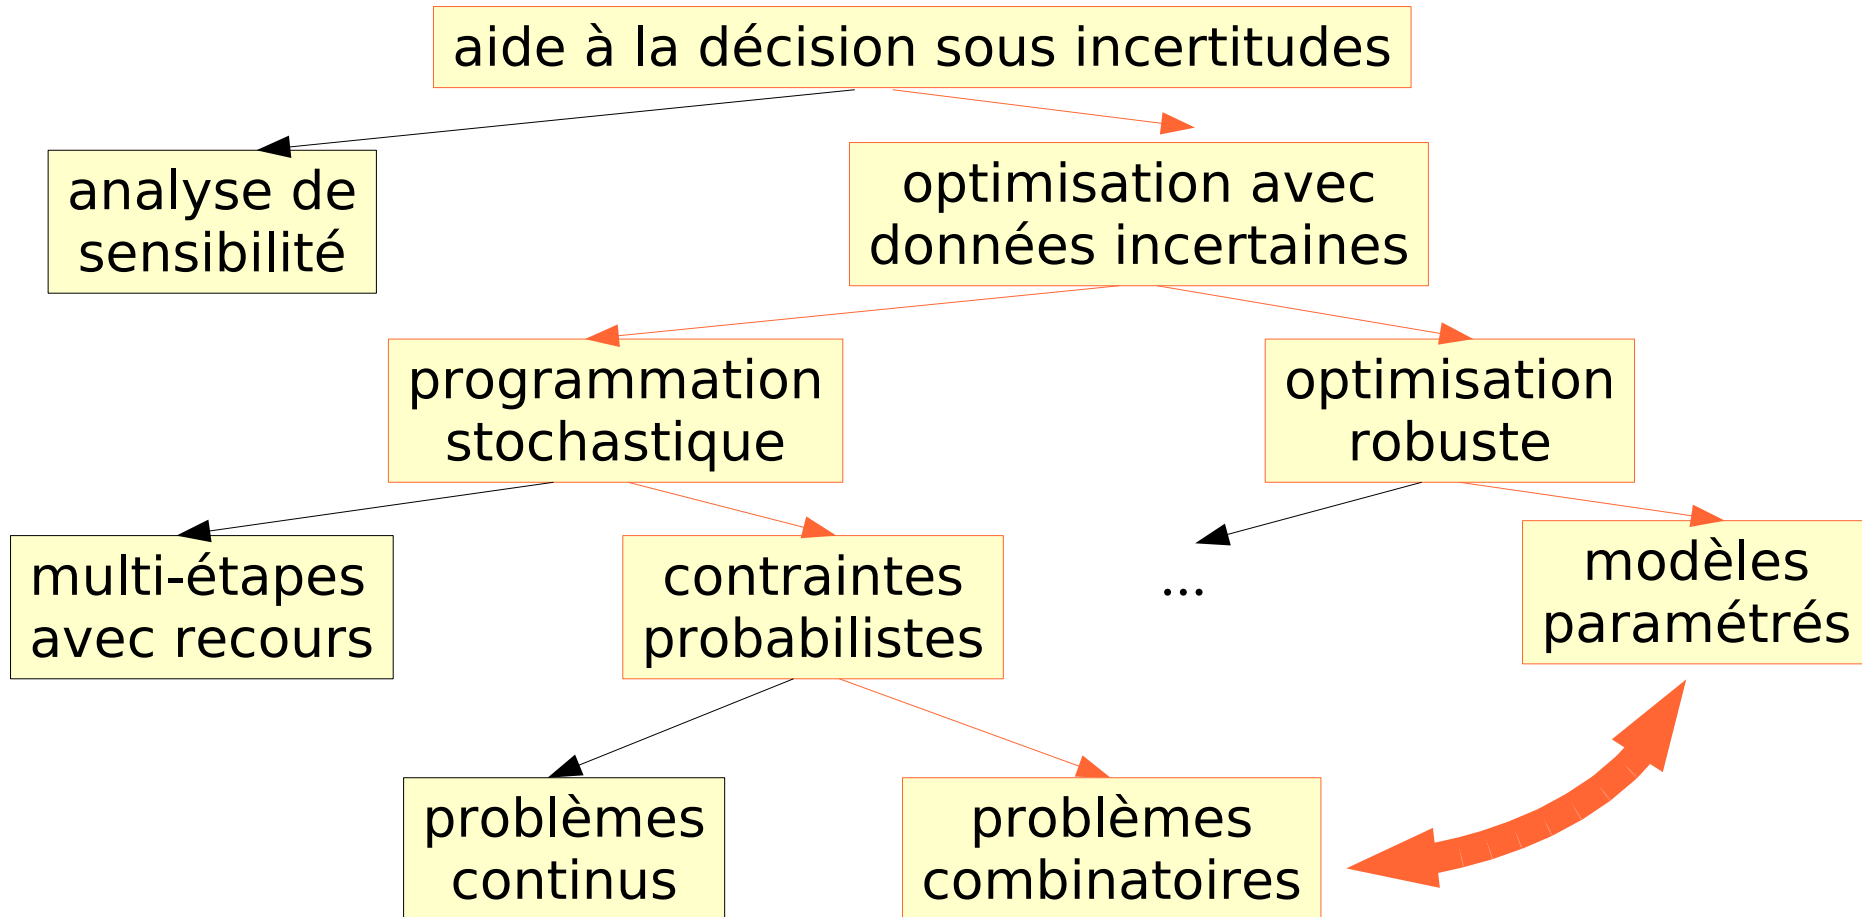 aide à la décision sous incertitudes
analyse de
sensibilité
optimisation avec
données incertaines
programmation
stochastique
optimisation
robuste
multi-étapes
avec recours
contraintes
probabilistes
...
modèles
paramétrés
problèmes
continus
problèmes
combinatoires